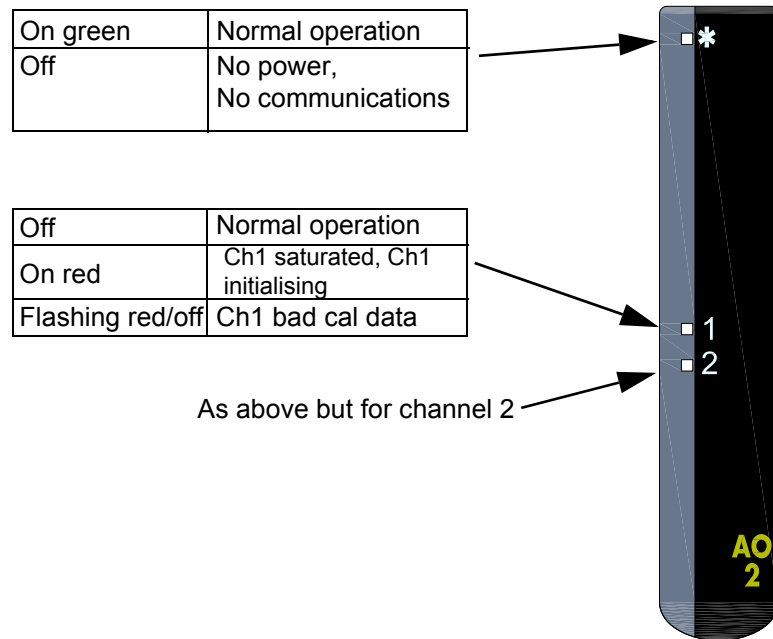 On green Normal operation
Off No power,
No communications
*
Off Normal operation
On red Ch1 saturated, Ch1
initialising
Flashing red/off Ch1 bad cal data
1
2
As above but for channel 2
AO
2